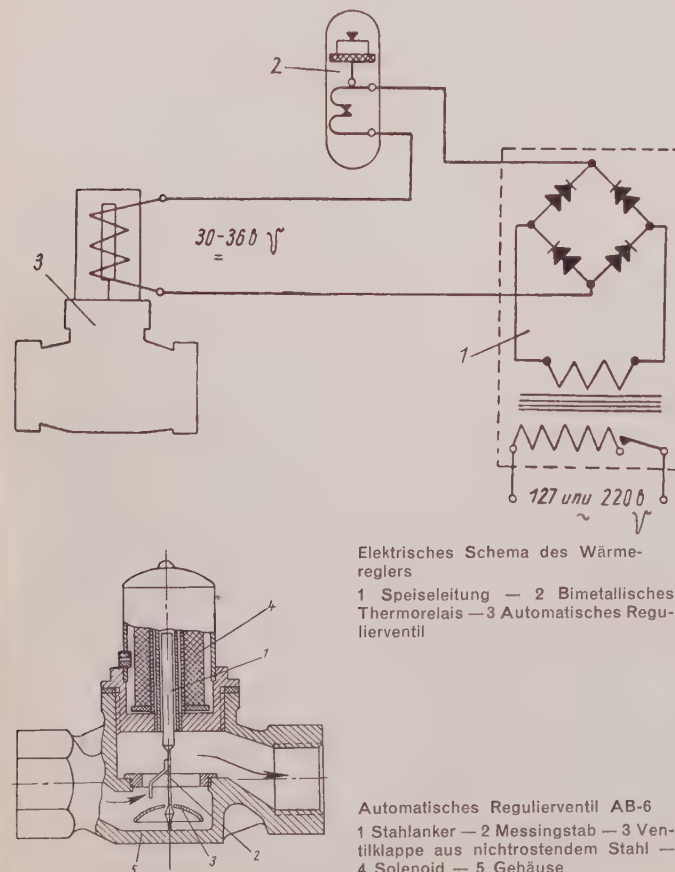 2
30-36 в V
=
3
1
127 или 220 в
~ V
Elektrisches Schema des Wärme-
reglers
1 Speiseleitung — 2 Bimetallisches
Thermorelais — 3 Automatisches Regu-
lierventil
4
1
5
3
2
Automatisches Regulierventil AB-6
1 Stahlanker — 2 Messingstab — 3 Ven-
tilklappe aus nichtrostendem Stahl —
4 Solenoid — 5 Gehäuse